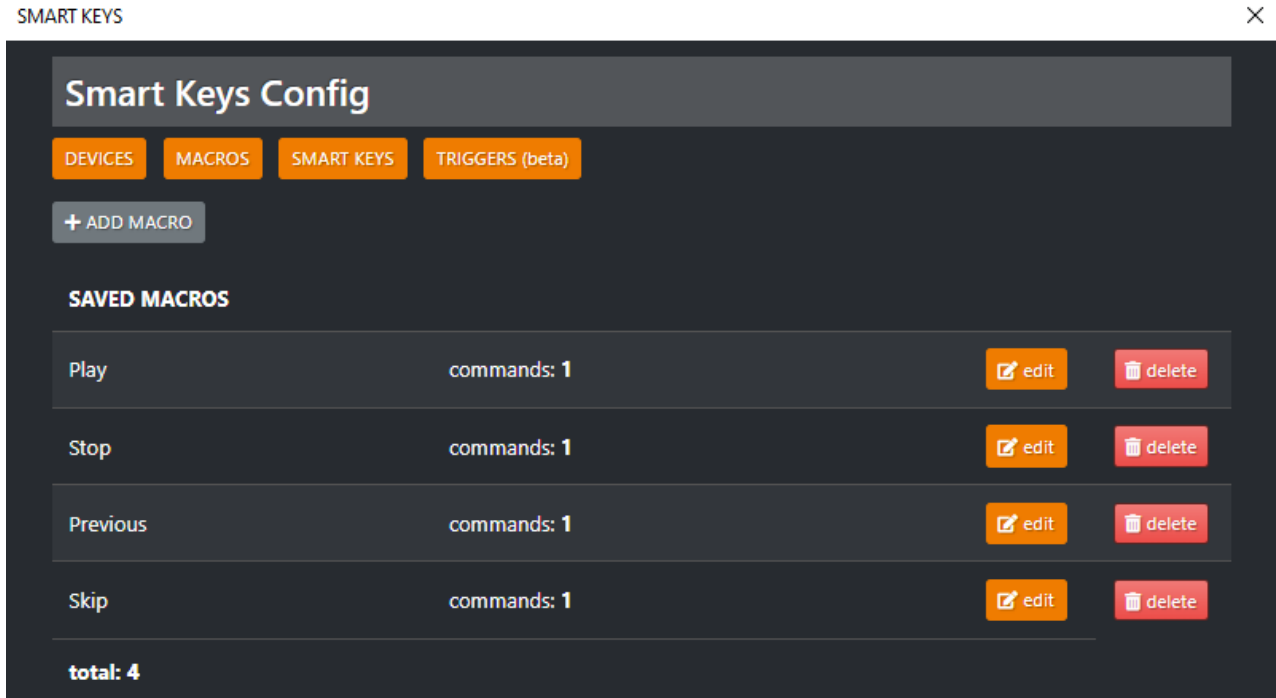 SMART KEYS
Smart Keys Config
DEVICES MACROS SMART KEYS TRIGGERS (beta)
+ ADD MACRO
SAVED MACROS
Play commands: 1 edit delete
Stop commands: 1 edit delete
Previous commands: 1 edit delete
Skip commands: 1 edit delete
total: 4